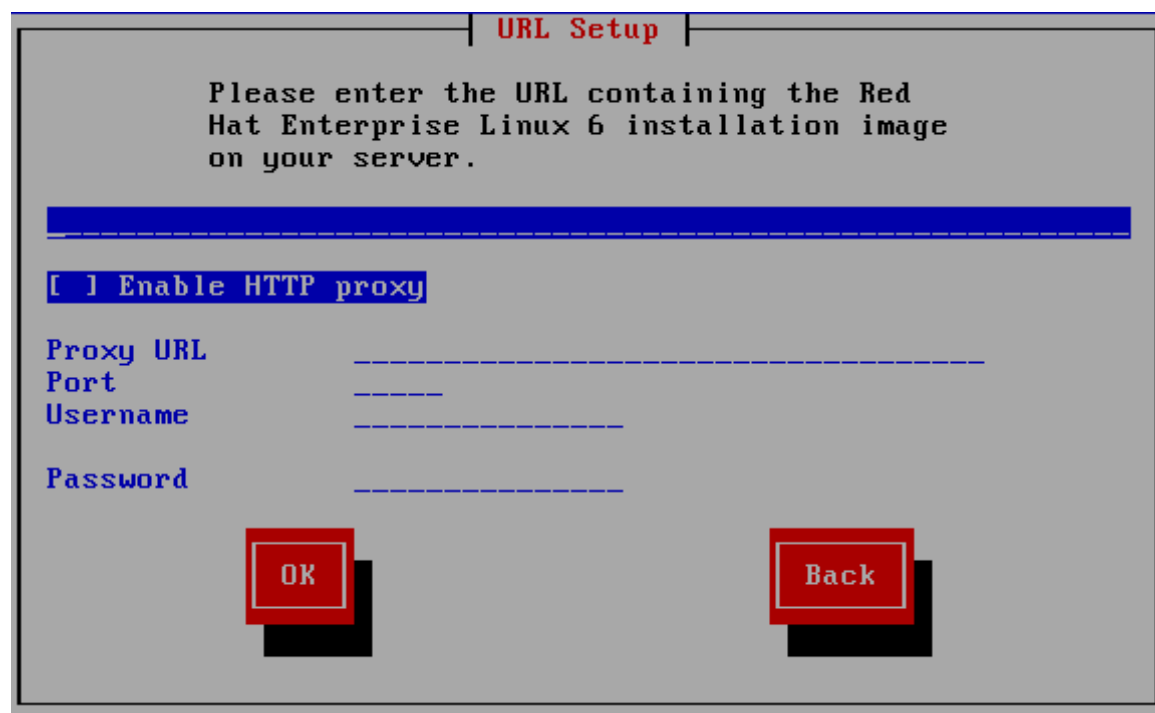 URL Setup
Please enter the URL containing the Red
Hat Enterprise Linux 6 installation image
on your server.
[ ] Enable HTTP proxy
Proxy URL
Port
Username
Password
OK Back